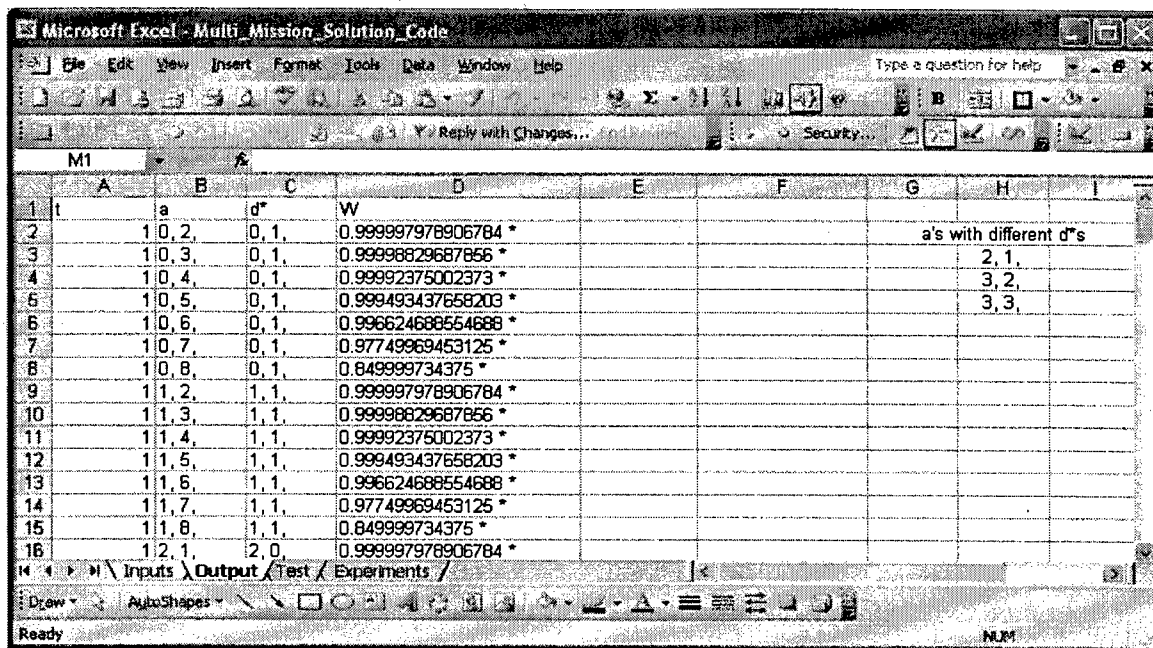 Microsoft Excel - Multi_Mission_Solution_Code
File Edit View Insert Format Tools Data Window Help Type a question for help
Reply with Changes... Security...
M1 fx
A B C D E F G H I
1 t a d* W
2 1 0, 2, 0, 1, 0.999997978906784 * a's with different d*s
3 1 0, 3, 0, 1, 0.99998829687856 * 2, 1,
4 1 0, 4, 0, 1, 0.99992375002373 * 3, 2,
5 1 0, 5, 0, 1, 0.999493437658203 * 3, 3,
6 1 0, 6, 0, 1, 0.996624688554688 *
7 1 0, 7, 0, 1, 0.97749969453125 *
8 1 0, 8, 0, 1, 0.849999734375 *
9 1 1, 2, 1, 1, 0.999997978906784 *
10 1 1, 3, 1, 1, 0.99998829687856 *
11 1 1, 4, 1, 1, 0.99992375002373 *
12 1 1, 5, 1, 1, 0.999493437658203 *
13 1 1, 6, 1, 1, 0.996624688554688 *
14 1 1, 7, 1, 1, 0.97749969453125 *
15 1 1, 8, 1, 1, 0.849999734375 *
16 1 2, 1, 2, 0, 0.999997978906784 *
Inputs Output Test Experiments
Draw AutoShapes
Ready NUM